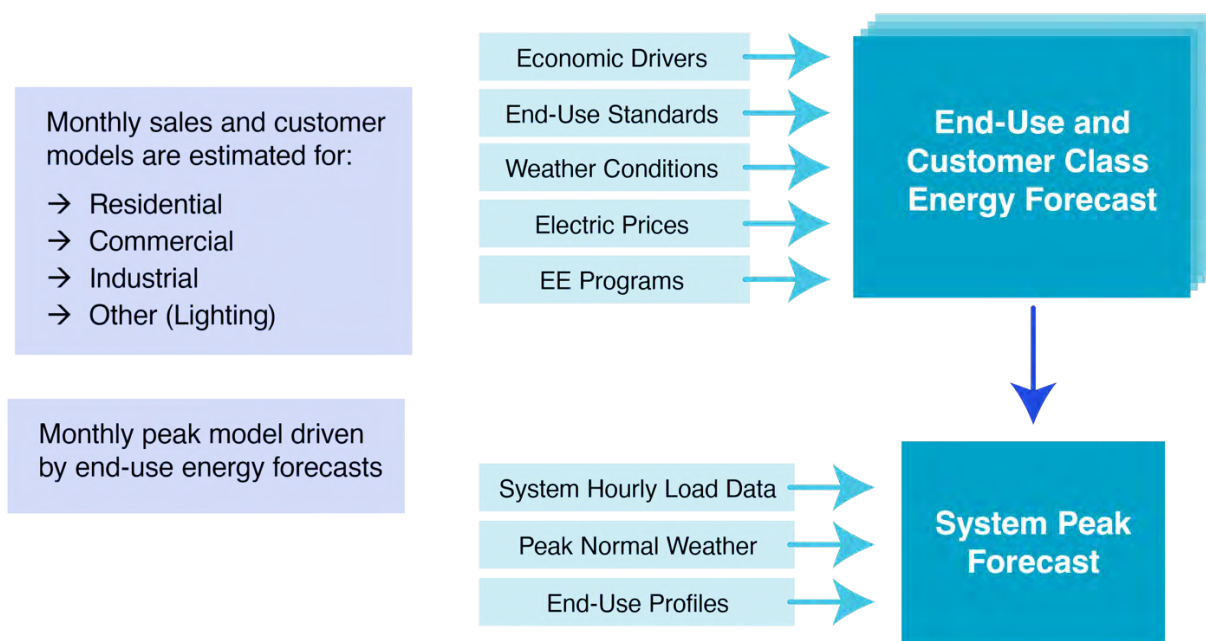 Monthly sales and customer
models are estimated for:
→ Residential
→ Commercial
→ Industrial
→ Other (Lighting)
Monthly peak model driven
by end-use energy forecasts
Economic Drivers
End-Use Standards
Weather Conditions
Electric Prices
EE Programs
End-Use and
Customer Class
Energy Forecast
System Hourly Load Data
Peak Normal Weather
End-Use Profiles
System Peak
Forecast